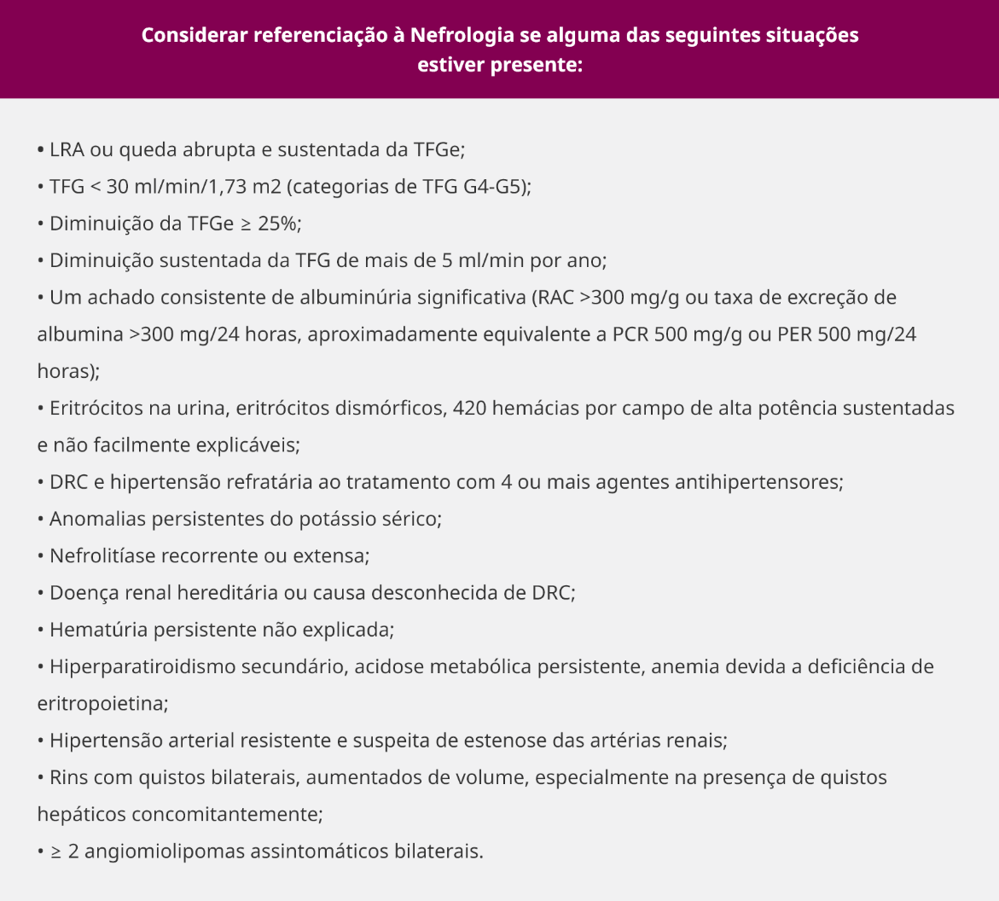 Considerar referenciação à Nefrologia se alguma das seguintes situações
estiver presente:
• LRA ou queda abrupta e sustentada da TFGe;
• TFG < 30 ml/min/1,73 m2 (categorias de TFG G4-G5);
• Diminuição da TFGe ≥ 25%;
• Diminuição sustentada da TFG de mais de 5 ml/min por ano;
• Um achado consistente de albuminúria significativa (RAC >300 mg/g ou taxa de excreção de
albumina >300 mg/24 horas, aproximadamente equivalente a PCR 500 mg/g ou PER 500 mg/24
horas);
• Eritrócitos na urina, eritrócitos dismórficos, 420 hemácias por campo de alta potência sustentadas
e não facilmente explicáveis;
• DRC e hipertensão refratária ao tratamento com 4 ou mais agentes antihipertensores;
• Anomalias persistentes do potássio sérico;
• Nefrolitíase recorrente ou extensa;
• Doença renal hereditária ou causa desconhecida de DRC;
• Hematúria persistente não explicada;
• Hiperparatiroidismo secundário, acidose metabólica persistente, anemia devida a deficiência de
eritropoietina;
• Hipertensão arterial resistente e suspeita de estenose das artérias renais;
• Rins com quistos bilaterais, aumentados de volume, especialmente na presença de quistos
hepáticos concomitantemente;
• ≥ 2 angiomiolipomas assintomáticos bilaterais.